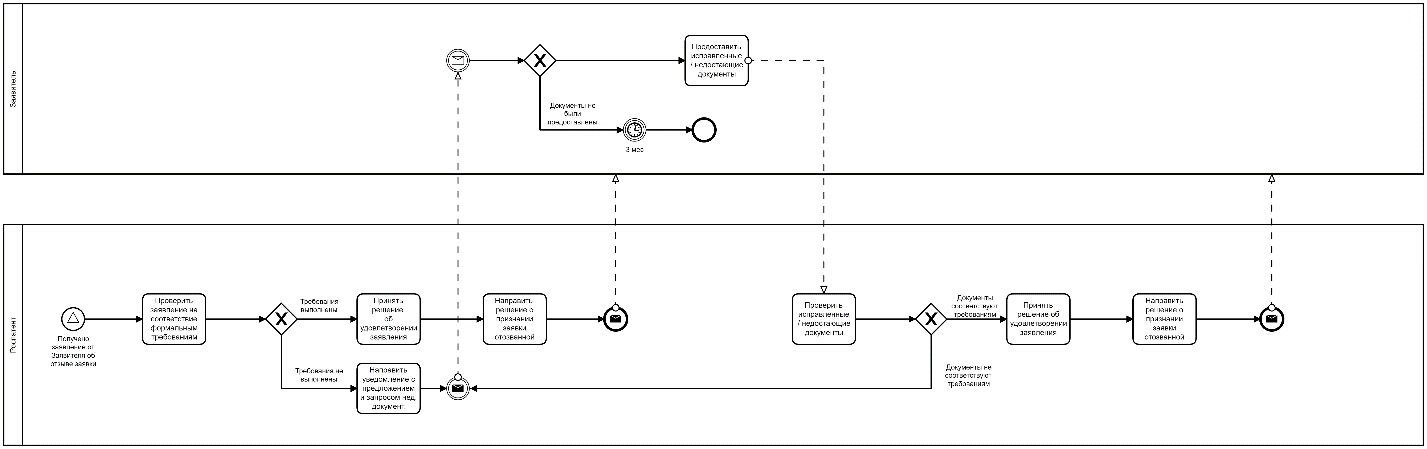 Заявитель
Предоставить
исправленные
/ недостающие
документы
Документы не
были
предоставлены
3 мес
Роспатент
Получено
заявление от
Заявителя об
отзыве заявки
Проверить
заявление на
соответствие
формальным
требованиям
Требования
выполнены
Принять
решение
об
удовлетворении
заявления
Направить
решение о
признании
заявки
отозванной
Требования не
выполнены
Направить
уведомление с
предложением
и запросом нед.
документ.
Проверить
исправленные
/ недостающие
документы
Документы
соответствуют
требованиям
Принять
решение об
удовлетворении
заявления
Направить
решение о
признании
заявки
отозванной
Документы не
соответствуют
требованиям